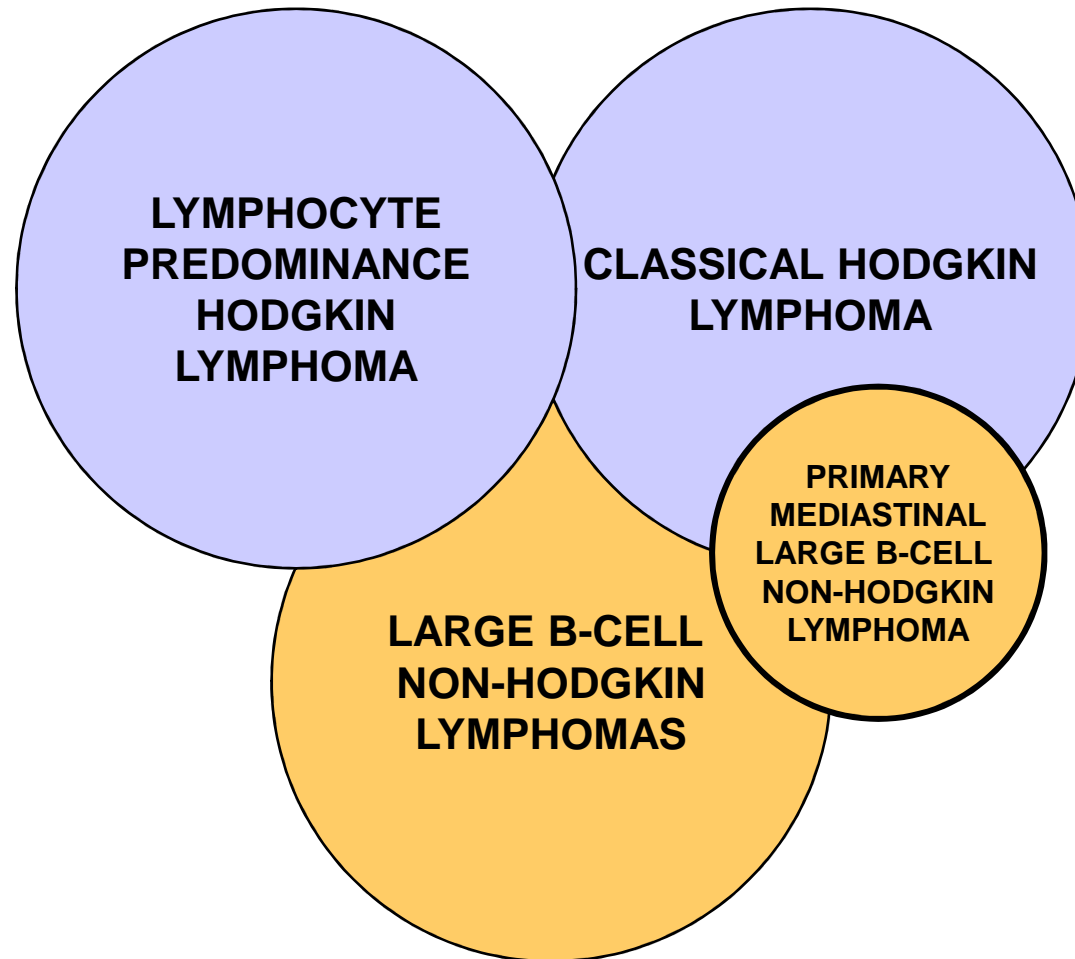 LYMPHOCYTE
PREDOMINANCE
HODGKIN
LYMPHOMA
CLASSICAL HODGKIN
LYMPHOMA
PRIMARY
MEDIASTINAL
LARGE B-CELL
NON-HODGKIN
LYMPHOMA
LARGE B-CELL
NON-HODGKIN
LYMPHOMAS